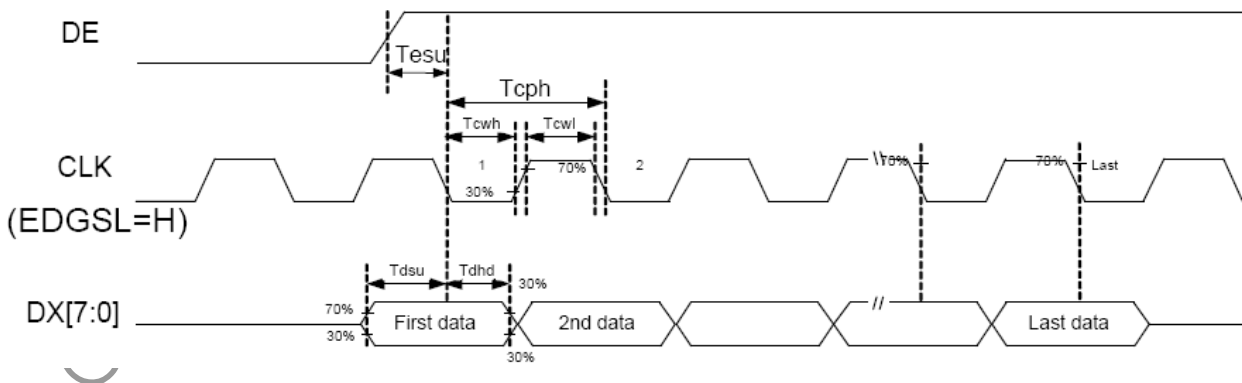 DE
Tesu
Tcph
Tcwh
Tcwl
CLK
1
70%
2
70%
70%
Last
30%
(EDGSL=H)
Tdsu
Tdhd
30%
DX[7:0]
70%
First data
2nd data
//
Last data
30%
30%